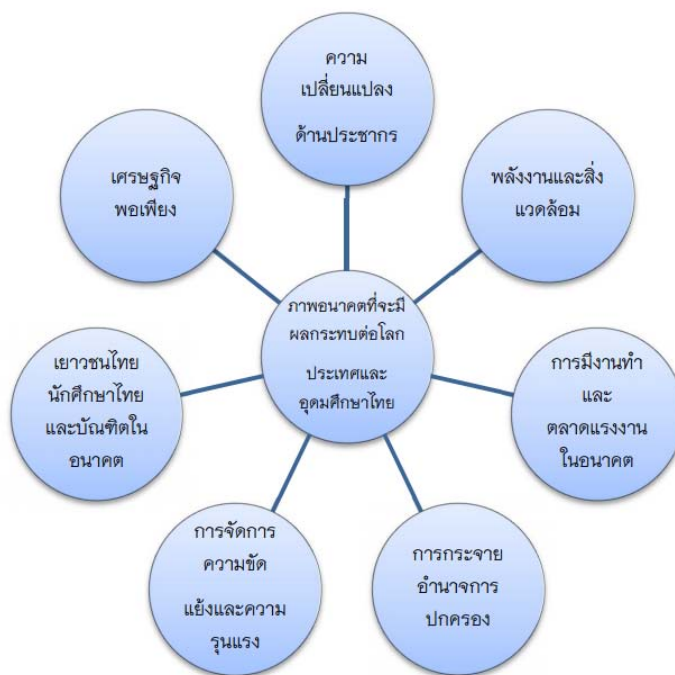 ความ
เปลี่ยนแปลง
ด้านประชากร
พลังงานและสิ่ง
แวดล้อม
การมีงานทำ
และ
ตลาดแรงงาน
ในอนาคต
การกระจาย
อำนาจการ
ปกครอง
การจัดการ
ความขัด
แย้งและความ
รุนแรง
เยาวชนไทย
นักศึกษาไทย
และบัณฑิตใน
อนาคต
เศรษฐกิจ
พอเพียง
ภาพอนาคตที่จะมี
ผลกระทบต่อโลก
ประเทศและ
อุดมศึกษาไทย